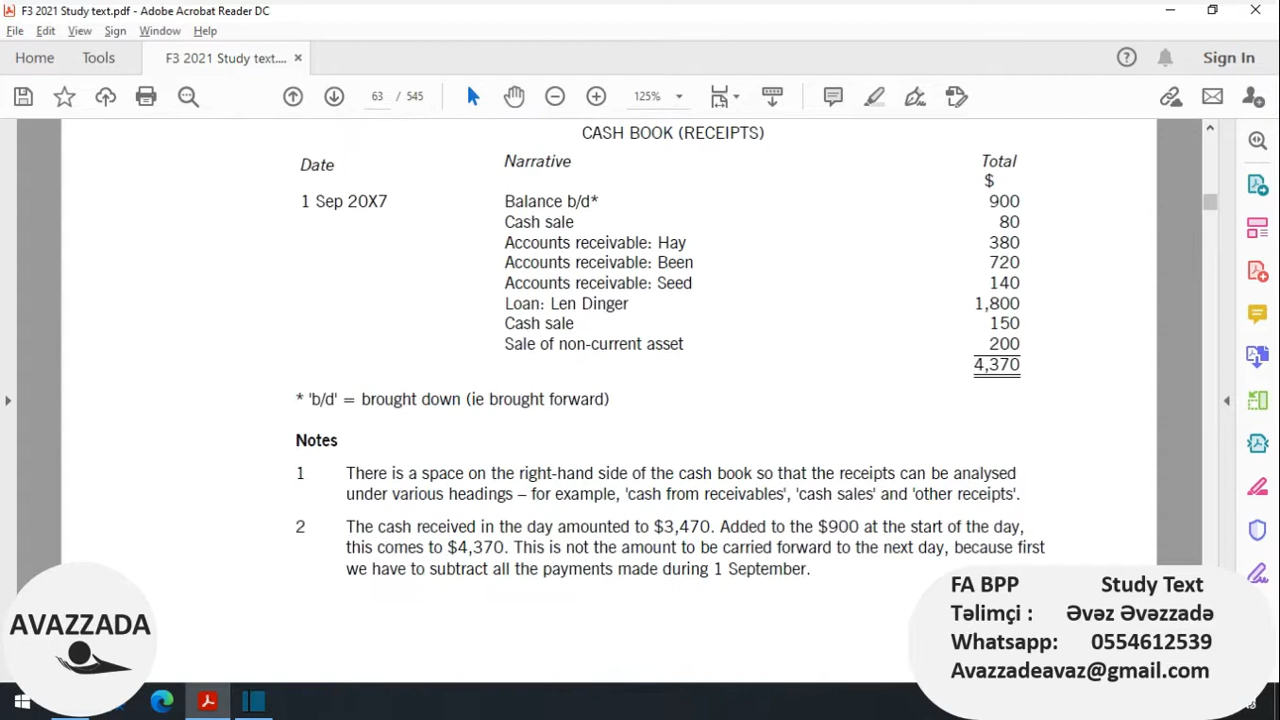 F3 2021 Study text.pdf - Adobe Acrobat Reader DC
File Edit View Sign Window Help
Home Tools F3 2021 Study text.... × Sign In
63 / 545 125%
CASH BOOK (RECEIPTS)
Date Narrative Total
$
1 Sep 20X7 Balance b/d* 900
Cash sale 80
Accounts receivable: Hay 380
Accounts receivable: Been 720
Accounts receivable: Seed 140
Loan: Len Dinger 1,800
Cash sale 150
Sale of non-current asset 200
4,370
* 'b/d' = brought down (ie brought forward)
Notes
1 There is a space on the right-hand side of the cash book so that the receipts can be analysed
under various headings – for example, 'cash from receivables', 'cash sales' and 'other receipts'.
2 The cash received in the day amounted to $3,470. Added to the $900 at the start of the day,
this comes to $4,370. This is not the amount to be carried forward to the next day, because first
we have to subtract all the payments made during 1 September.
AVAZZADA
FA BPP Study Text
Təlimçi : Əvəz Əvəzzadə
Whatsapp: 0554612539
Avazzadeavaz@gmail.com